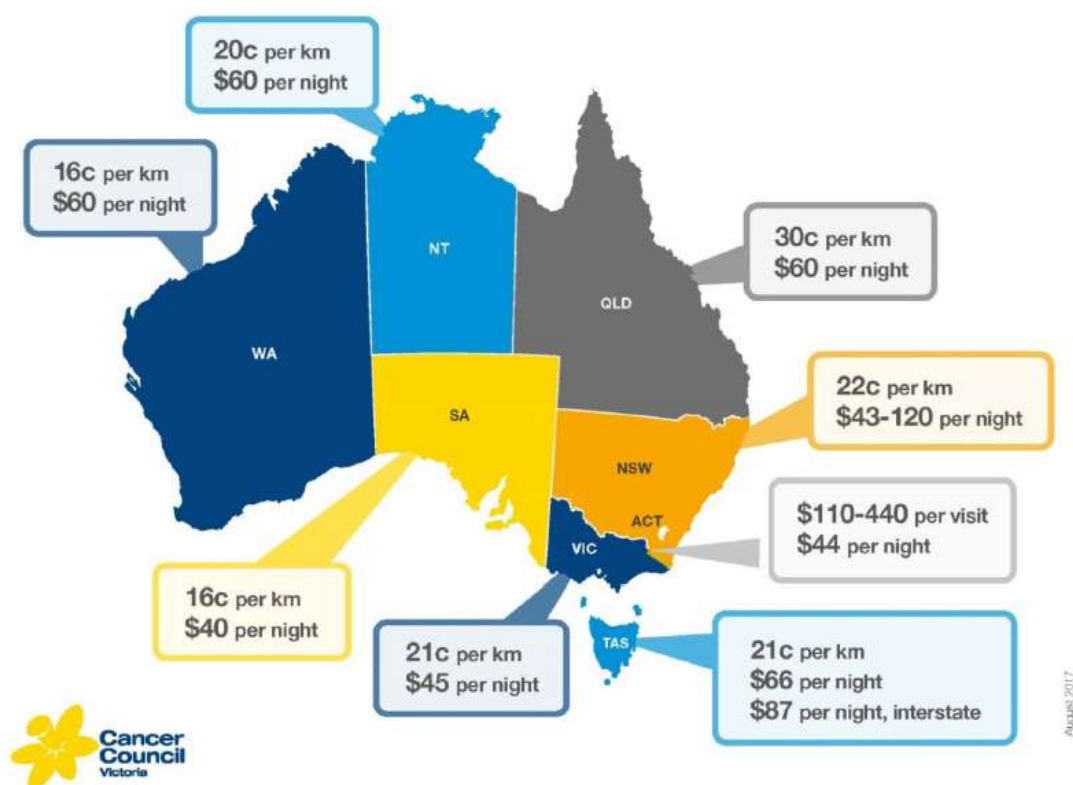 20c per km
$60 per night
16c per km
$60 per night
NT
30c per km
$60 per night
QLD
WA
22c per km
$43-120 per night
SA
NSW
$110-440 per visit
$44 per night
ACT
VIC
16c per km
$40 per night
21c per km
$45 per night
TAS
21c per km
$66 per night
$87 per night, interstate
August 2017
Cancer
Council
Victoria